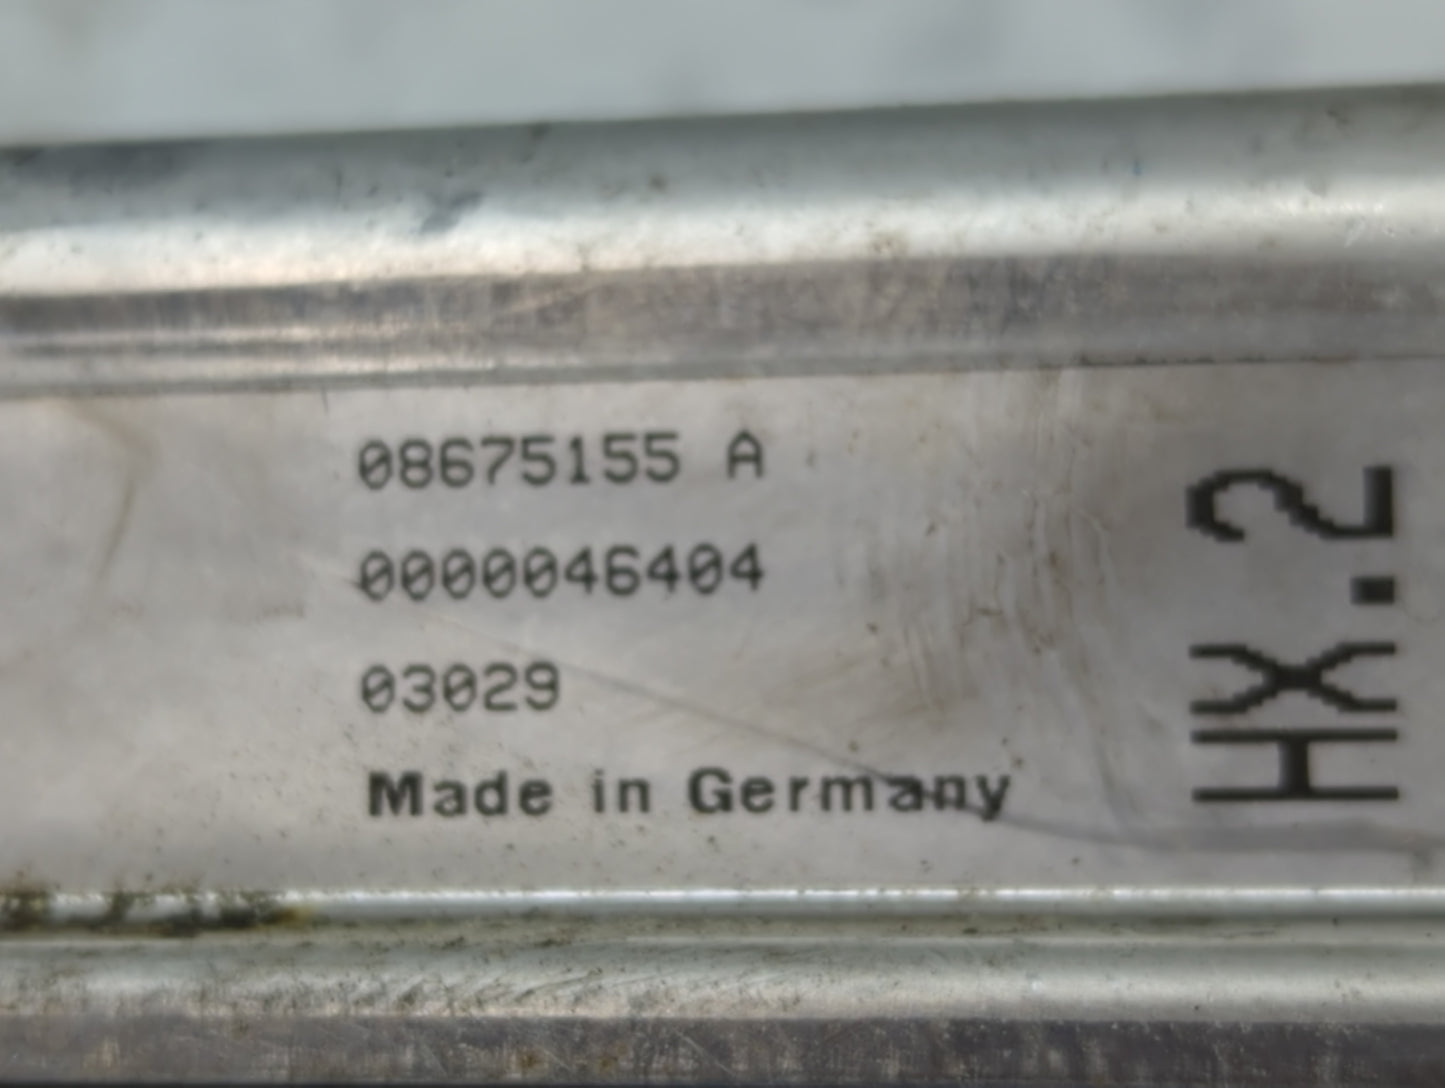 08675155 A
0000046404
03029
Made in Germany
HX.2